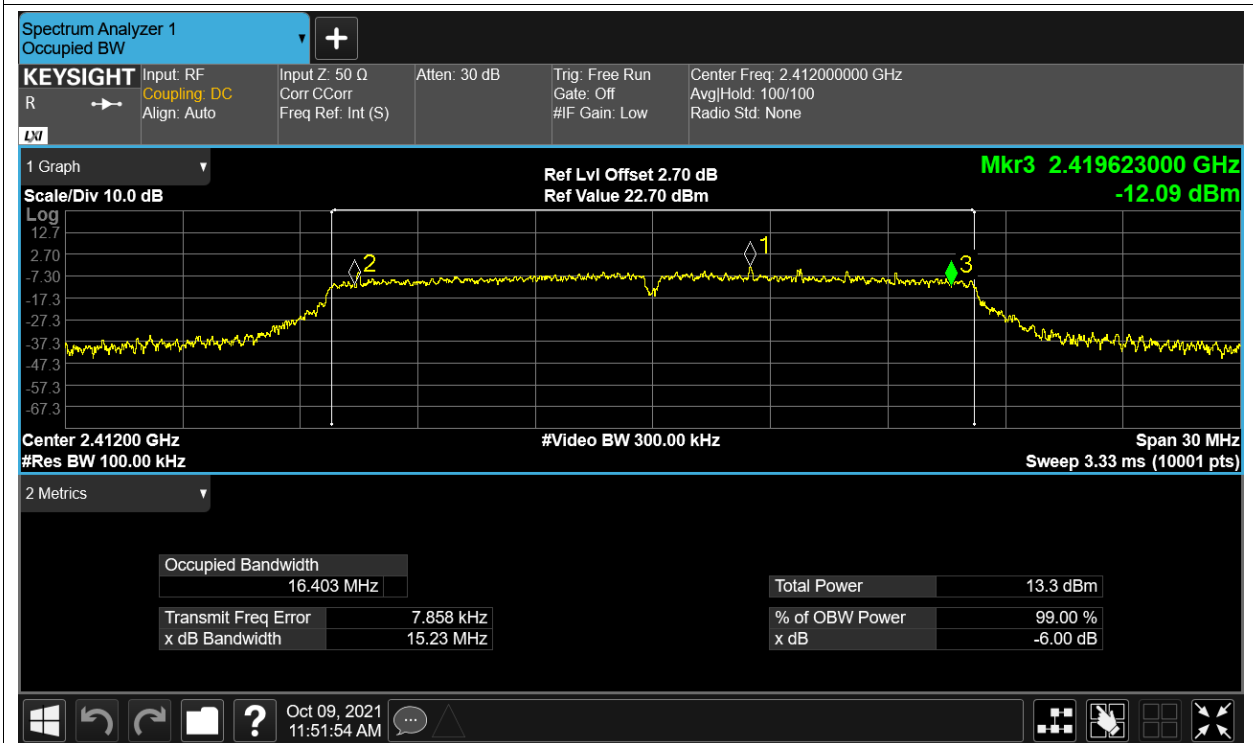 Spectrum Analyzer 1
Occupied BW
KEYSIGHT Input: RF Input Z: 50 Ω Atten: 30 dB Trig: Free Run Center Freq: 2.412000000 GHz
R Coupling: DC Corr CCorr Gate: Off Avg|Hold: 100/100
Align: Auto Freq Ref: Int (S) #IF Gain: Low Radio Std: None
LXI
1 Graph Ref Lvl Offset 2.70 dB Mkr3 2.419623000 GHz
Scale/Div 10.0 dB Ref Value 22.70 dBm -12.09 dBm
Log
12.7
2.70
-7.30
-17.3
-27.3
-37.3
-47.3
-57.3
-67.3
2
1
3
Center 2.41200 GHz #Video BW 300.00 kHz Span 30 MHz
#Res BW 100.00 kHz Sweep 3.33 ms (10001 pts)
2 Metrics
Occupied Bandwidth
16.403 MHz Total Power 13.3 dBm
Transmit Freq Error 7.858 kHz % of OBW Power 99.00 %
x dB Bandwidth 15.23 MHz x dB -6.00 dB
? Oct 09, 2021
11:51:54 AM